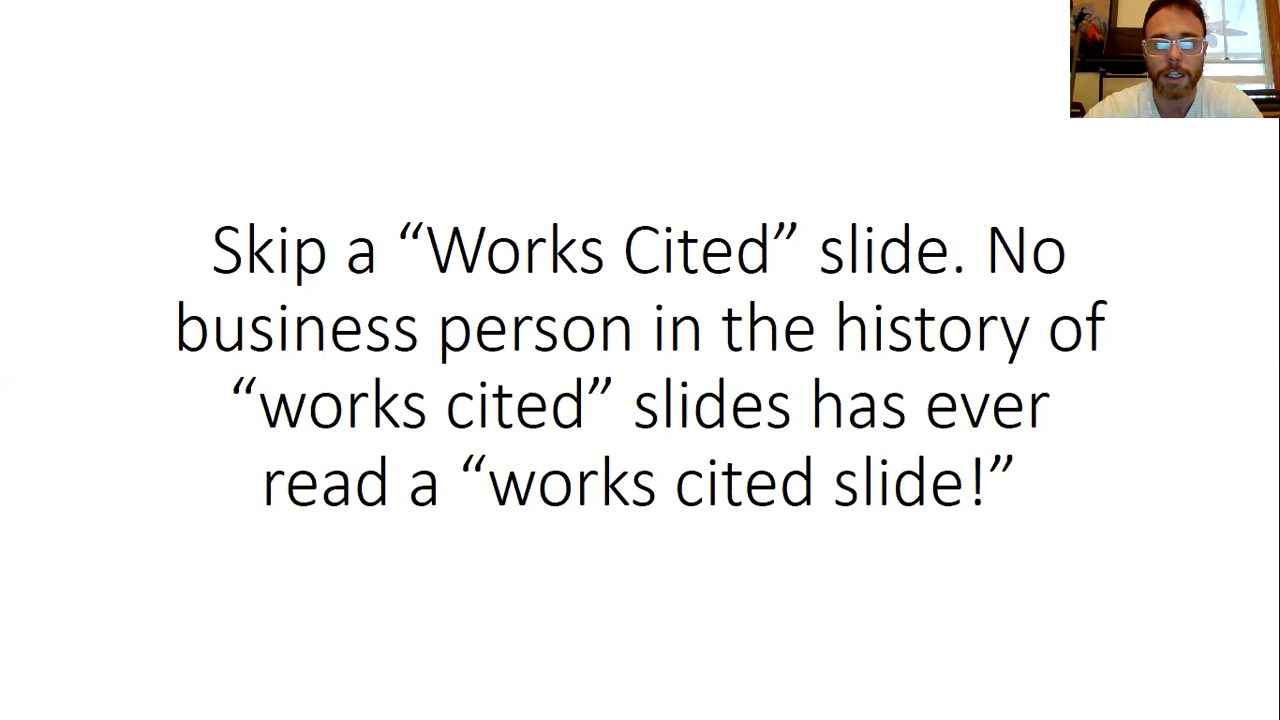 Skip a “Works Cited” slide. No
business person in the history of
“works cited” slides has ever
read a “works cited slide!”